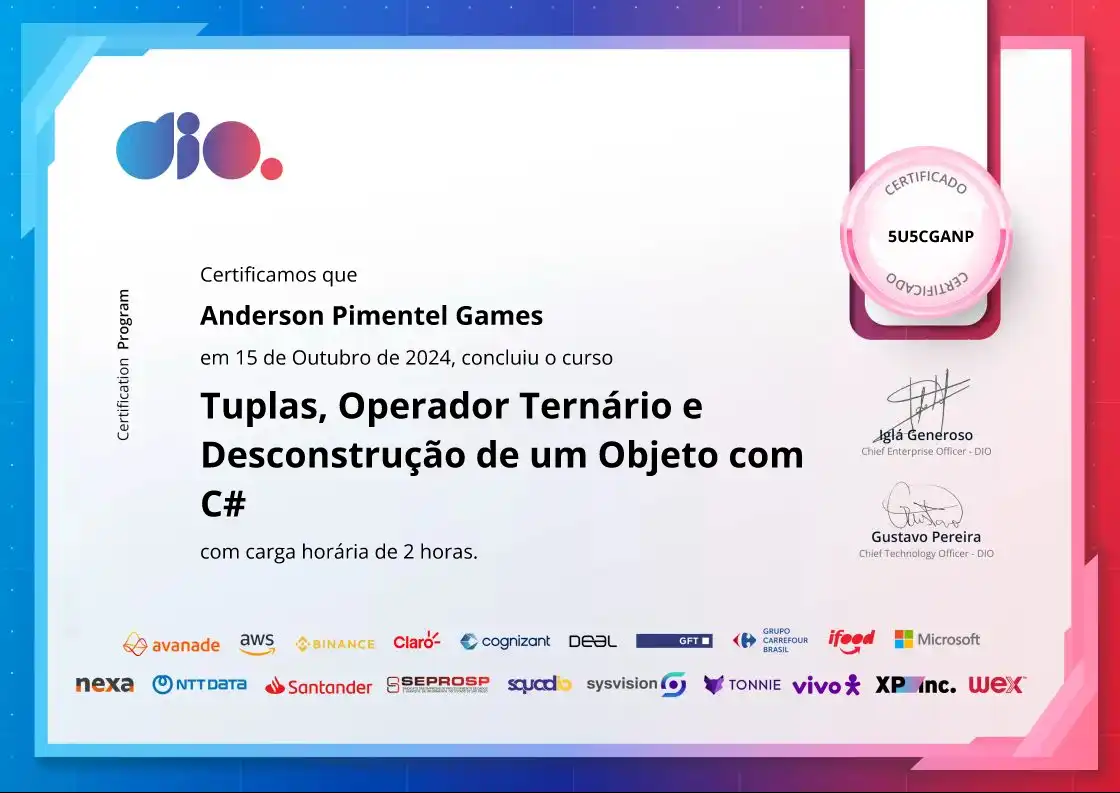 dio.
CERTIFICADO
5U5CGANP
CERTIFICADO
Certification Program
Certificamos que
Anderson Pimentel Games
em 15 de Outubro de 2024, concluiu o curso
Tuplas, Operador Ternário e
Desconstrução de um Objeto com
C#
com carga horária de 2 horas.
Iglá Generoso
Chief Enterprise Officer - DIO
Gustavo Pereira
Chief Technology Officer - DIO
avanade aws BINANCE Claro cognizant DEAL GFT GRUPO CARREFOUR BRASIL ifood Microsoft
nexa NTT DATA Santander SEPROSP squadio sysvision TONNIE vivo XP inc. wex